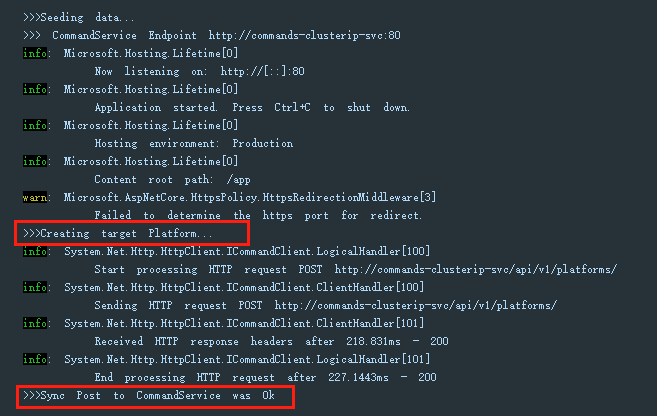 >>>Seeding data...
>>> CommandService Endpoint http://commands-clusterip-svc:80
info: Microsoft.Hosting.Lifetime[0]
Now listening on: http://[::]:80
info: Microsoft.Hosting.Lifetime[0]
Application started. Press Ctrl+C to shut down.
info: Microsoft.Hosting.Lifetime[0]
Hosting environment: Production
info: Microsoft.Hosting.Lifetime[0]
Content root path: /app
warn: Microsoft.AspNetCore.HttpsPolicy.HttpsRedirectionMiddleware[3]
Failed to determine the https port for redirect.
>>>Creating target Platform...
info: System.Net.Http.HttpClient.ICommandClient.LogicalHandler[100]
Start processing HTTP request POST http://commands-clusterip-svc/api/v1/platforms/
info: System.Net.Http.HttpClient.ICommandClient.ClientHandler[100]
Sending HTTP request POST http://commands-clusterip-svc/api/v1/platforms/
info: System.Net.Http.HttpClient.ICommandClient.ClientHandler[101]
Received HTTP response headers after 218.831ms - 200
info: System.Net.Http.HttpClient.ICommandClient.LogicalHandler[101]
End processing HTTP request after 227.1443ms - 200
>>>Sync Post to CommandService was Ok